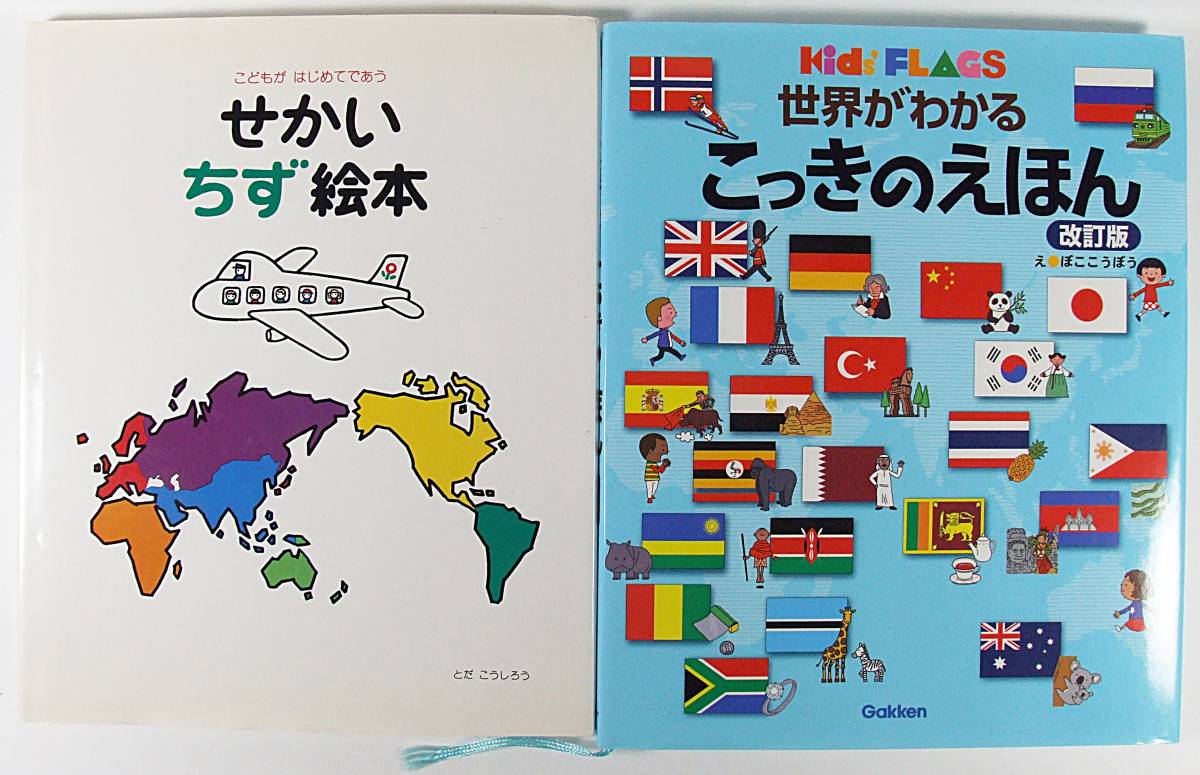 こどもが はじめてであう
せかい
ちず絵本
とだ こうしろう
Kids' FLAGS
世界がわかる
こっきのえほん
改訂版
え●ぽここうぼう
Gakken